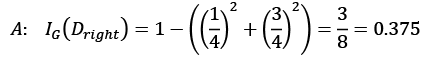 A: I_G(D_right) = 1 − ((1/4)^2 + (3/4)^2) = 3/8 = 0.375